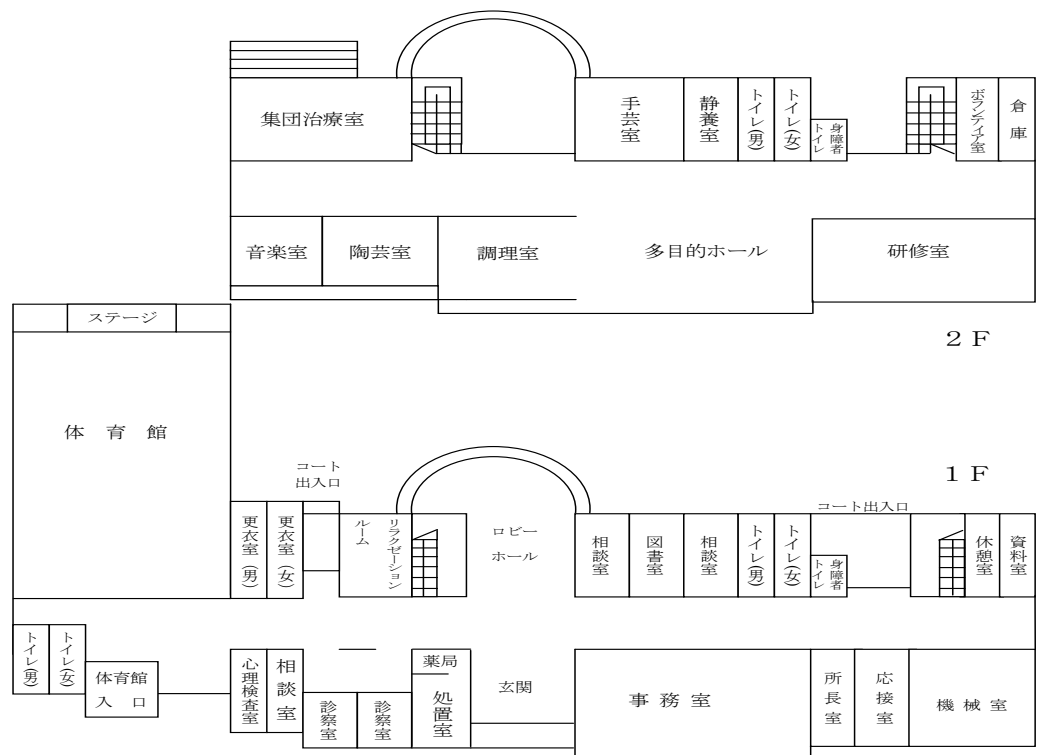 集団治療室
手芸室
静養室
トイレ(男)
トイレ(女)
身障者
トイレ
ボランティア室
倉庫
音楽室
陶芸室
調理室
多目的ホール
研修室
2F
ステージ
体育館
1F
コート
出入口
コート出入口
更衣室(男)
更衣室(女)
リラクゼーション
ルーム
ロビー
ホール
相談室
図書室
相談室
トイレ(男)
トイレ(女)
身障者
トイレ
休憩室
資料室
トイレ(男)
トイレ(女)
体育館
入口
心理検査室
相談室
診察室
診察室
薬局
処置室
玄関
事務室
所長室
応接室
機械室